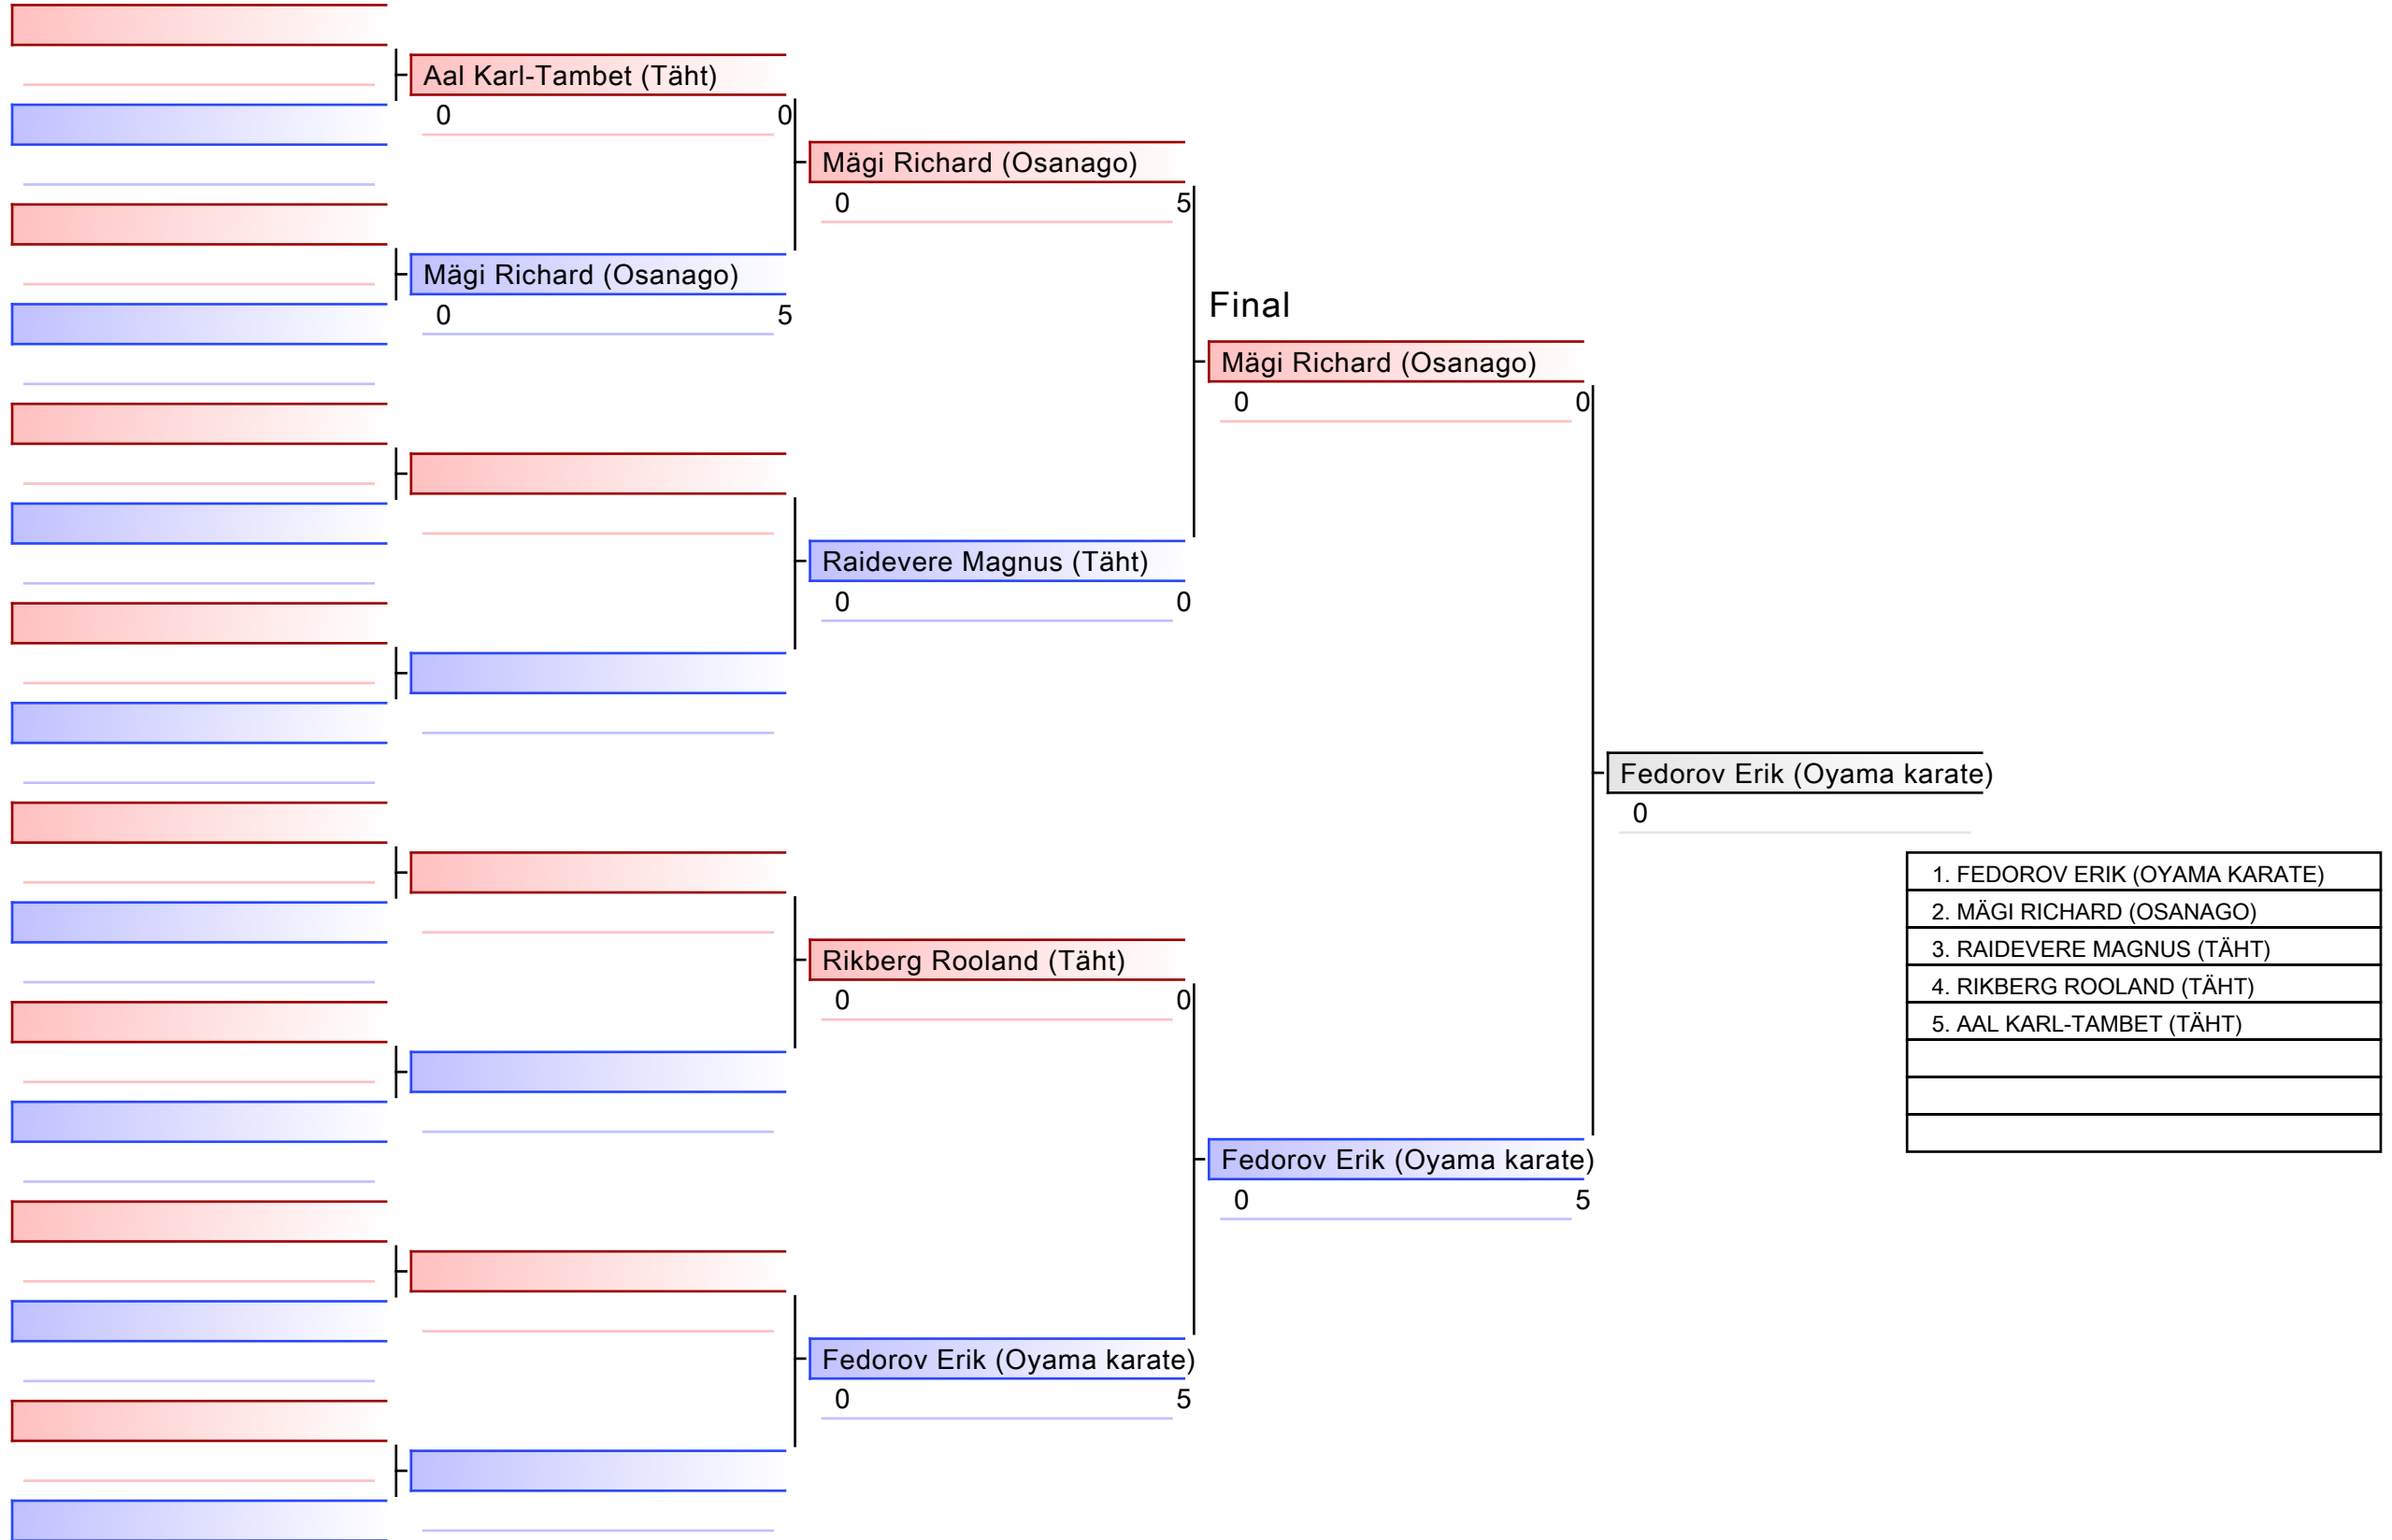 Aal Karl-Tambet (Täht)
0 0
Mägi Richard (Osanago)
0 5
Mägi Richard (Osanago)
0 5
Raidevere Magnus (Täht)
0 0
Rikberg Rooland (Täht)
0 0
Fedorov Erik (Oyama karate)
0 5
Final
Mägi Richard (Osanago)
0 0
Fedorov Erik (Oyama karate)
0 5
Fedorov Erik (Oyama karate)
0
1. FEDOROV ERIK (OYAMA KARATE)
2. MÄGI RICHARD (OSANAGO)
3. RAIDEVERE MAGNUS (TÄHT)
4. RIKBERG ROOLAND (TÄHT)
5. AAL KARL-TAMBET (TÄHT)